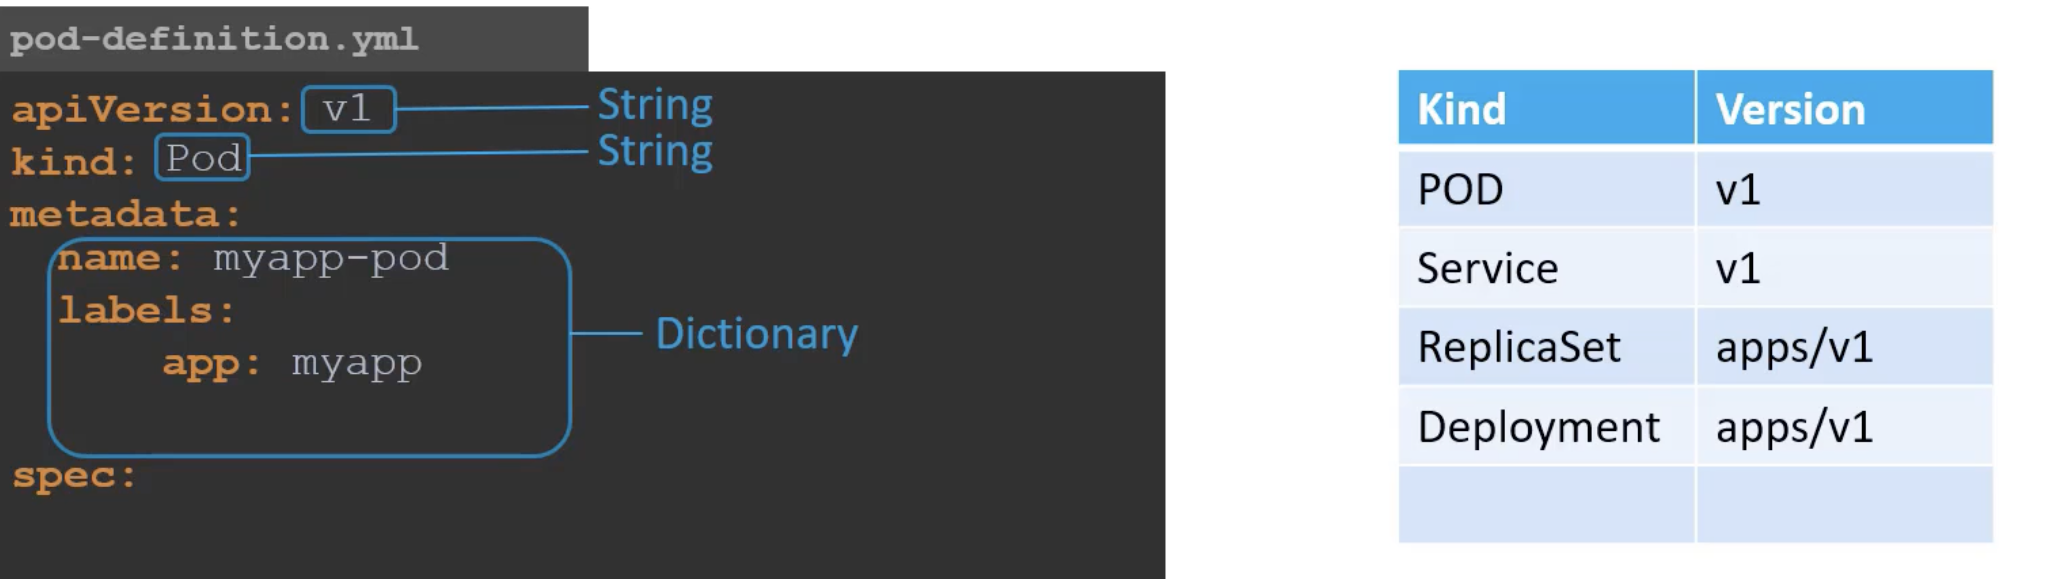 pod-definition.yml
apiVersion: v1 String
kind: Pod String
metadata:
name: myapp-pod
labels:
app: myapp
Dictionary
spec:
Kind Version
POD v1
Service v1
ReplicaSet apps/v1
Deployment apps/v1